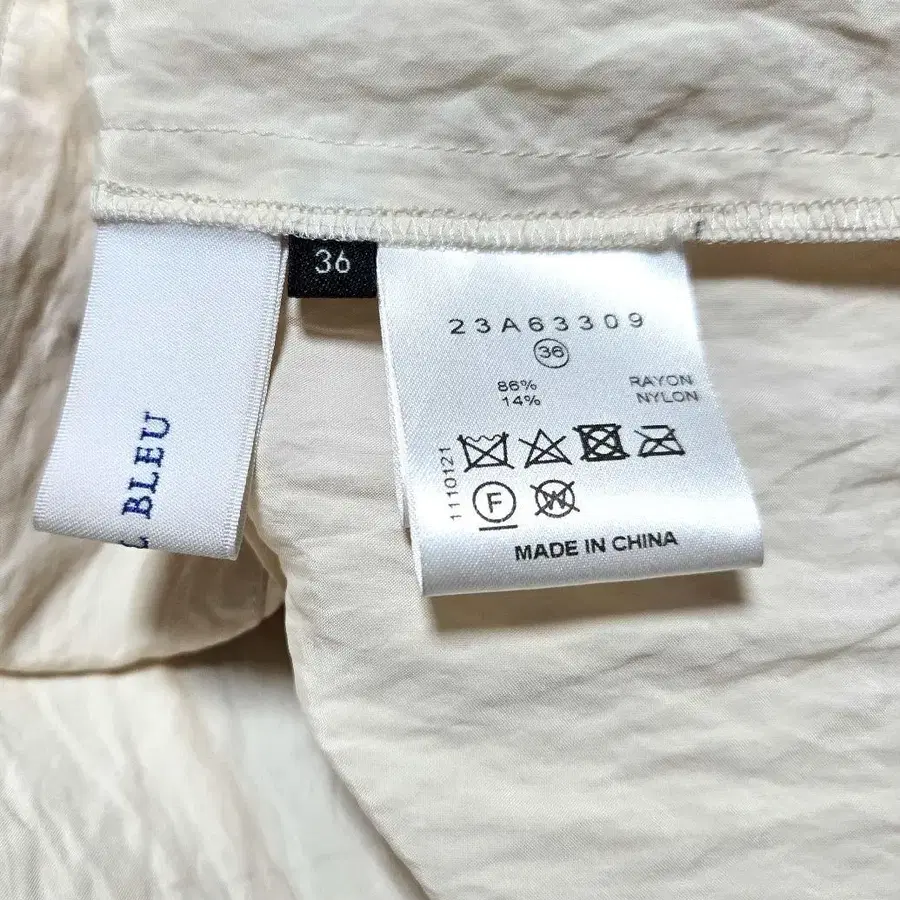 BLEU
36
23A63309
36
86% RAYON
14% NYLON
1110121
F
W
MADE IN CHINA